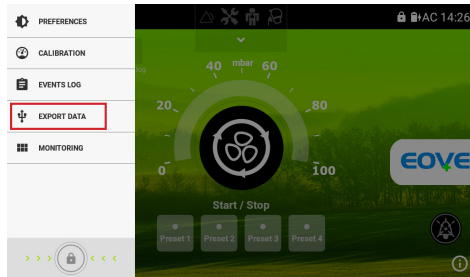 PREFERENCES
CALIBRATION
EVENTS LOG
EXPORT DATA
MONITORING
> > >
< < <
AC 14:26
log
mbar
40 60
20 80
0 100
Start / Stop
Preset 1 Preset 2 Preset 3 Preset 4
EOVE